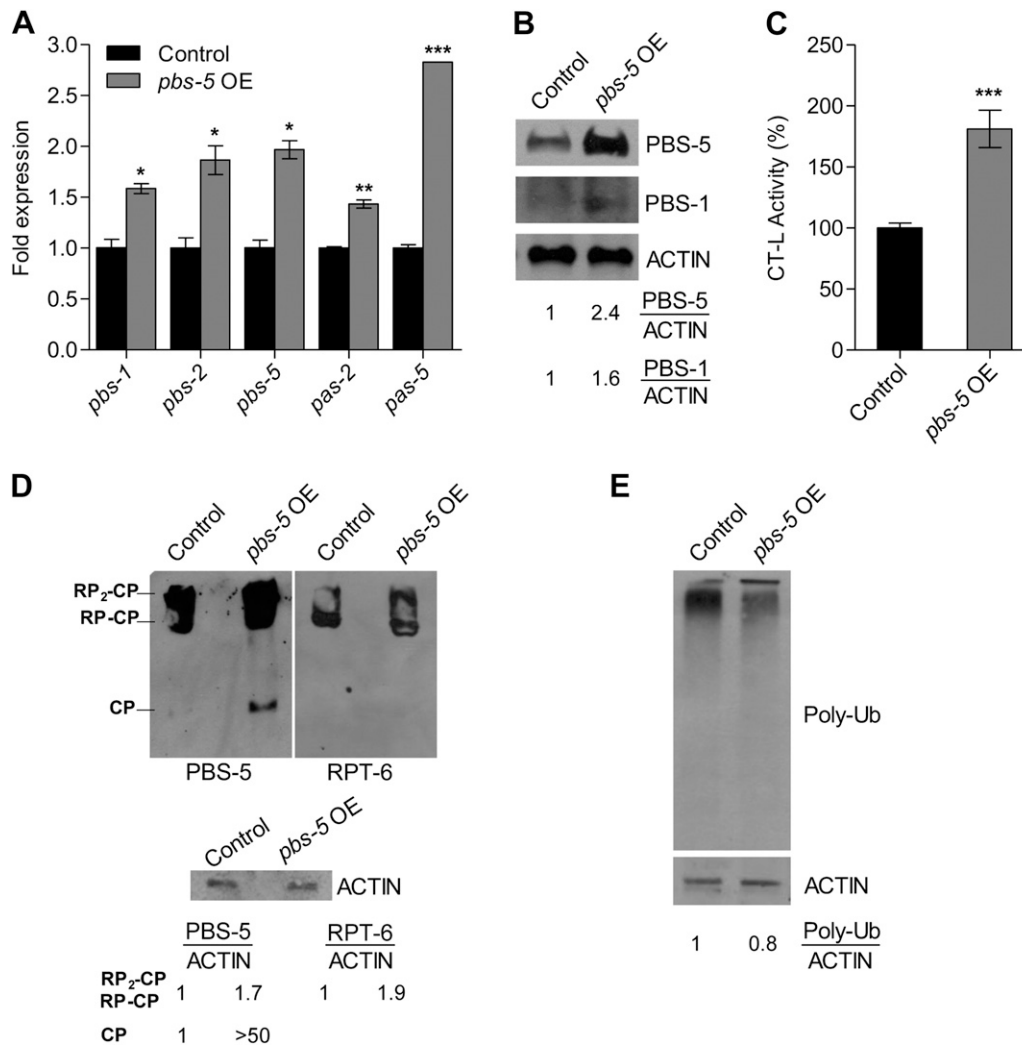 A
Fold expression
3.0
2.5
2.0
1.5
1.0
0.5
0.0
Control
pbs-5 OE
*
*
*
**
***
pbs-1
pbs-2
pbs-5
pas-2
pas-5
B
Control
pbs-5 OE
PBS-5
PBS-1
ACTIN
1 2.4 PBS-5
ACTIN
1 1.6 PBS-1
ACTIN
C
CT-L Activity (%)
250
200
150
100
50
0
***
Control
pbs-5 OE
D
Control
pbs-5 OE
Control
pbs-5 OE
RP2-CP
RP-CP
CP
PBS-5
RPT-6
Control
pbs-5 OE
ACTIN
PBS-5 RPT-6
ACTIN ACTIN
RP2-CP
RP-CP
1 1.7 1 1.9
CP 1 >50
E
Control
pbs-5 OE
Poly-Ub
ACTIN
1 0.8 Poly-Ub
ACTIN